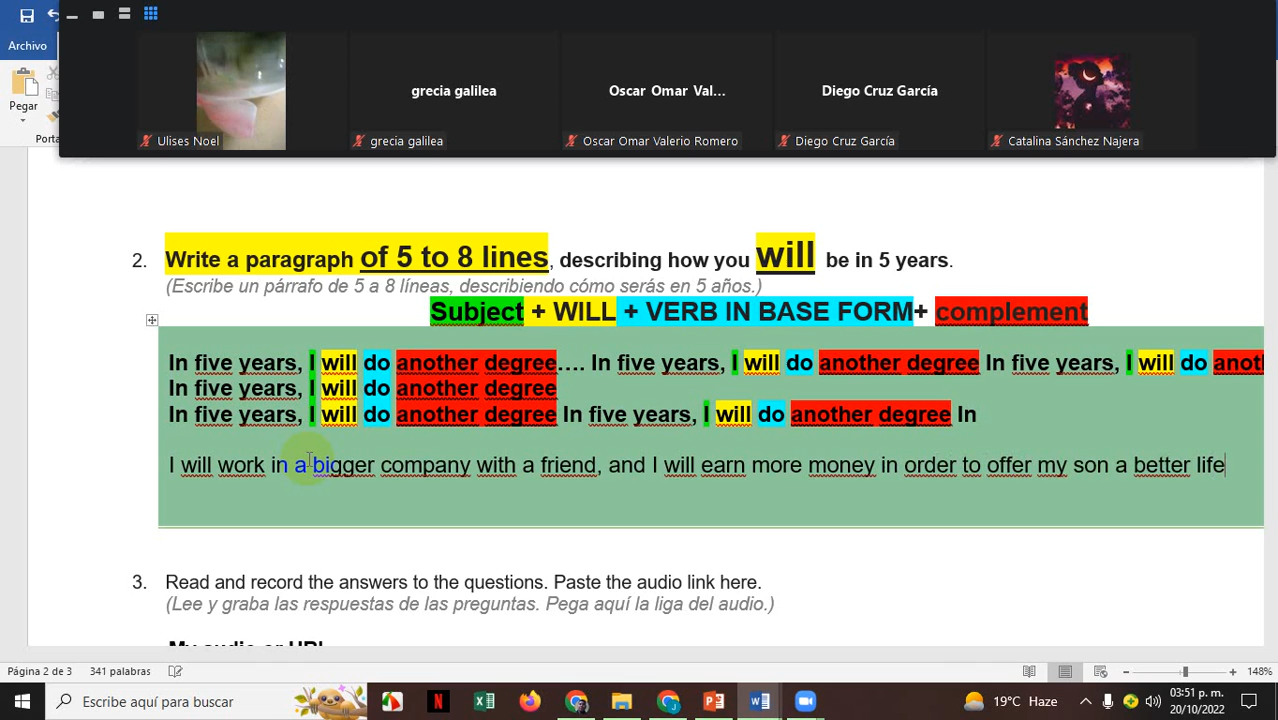 Archivo
Pegar
Porta
grecia galilea
Oscar Omar Val...
Diego Cruz García
Ulises Noel
grecia galilea
Oscar Omar Valerio Romero
Diego Cruz García
Catalina Sánchez Najera
2. Write a paragraph of 5 to 8 lines, describing how you will be in 5 years.
(Escribe un párrafo de 5 a 8 líneas, describiendo cómo serás en 5 años.)
Subject + WILL + VERB IN BASE FORM+ complement
In five years, I will do another degree…. In five years, I will do another degree In five years, I will do anot
In five years, I will do another degree
In five years, I will do another degree In five years, I will do another degree In
I will work in a bigger company with a friend, and I will earn more money in order to offer my son a better life
3. Read and record the answers to the questions. Paste the audio link here.
(Lee y graba las respuestas de las preguntas. Pega aquí la liga del audio.)
My audio or URL
Página 2 de 3 341 palabras 148%
Escribe aquí para buscar
19°C Haze
03:51 p. m.
20/10/2022